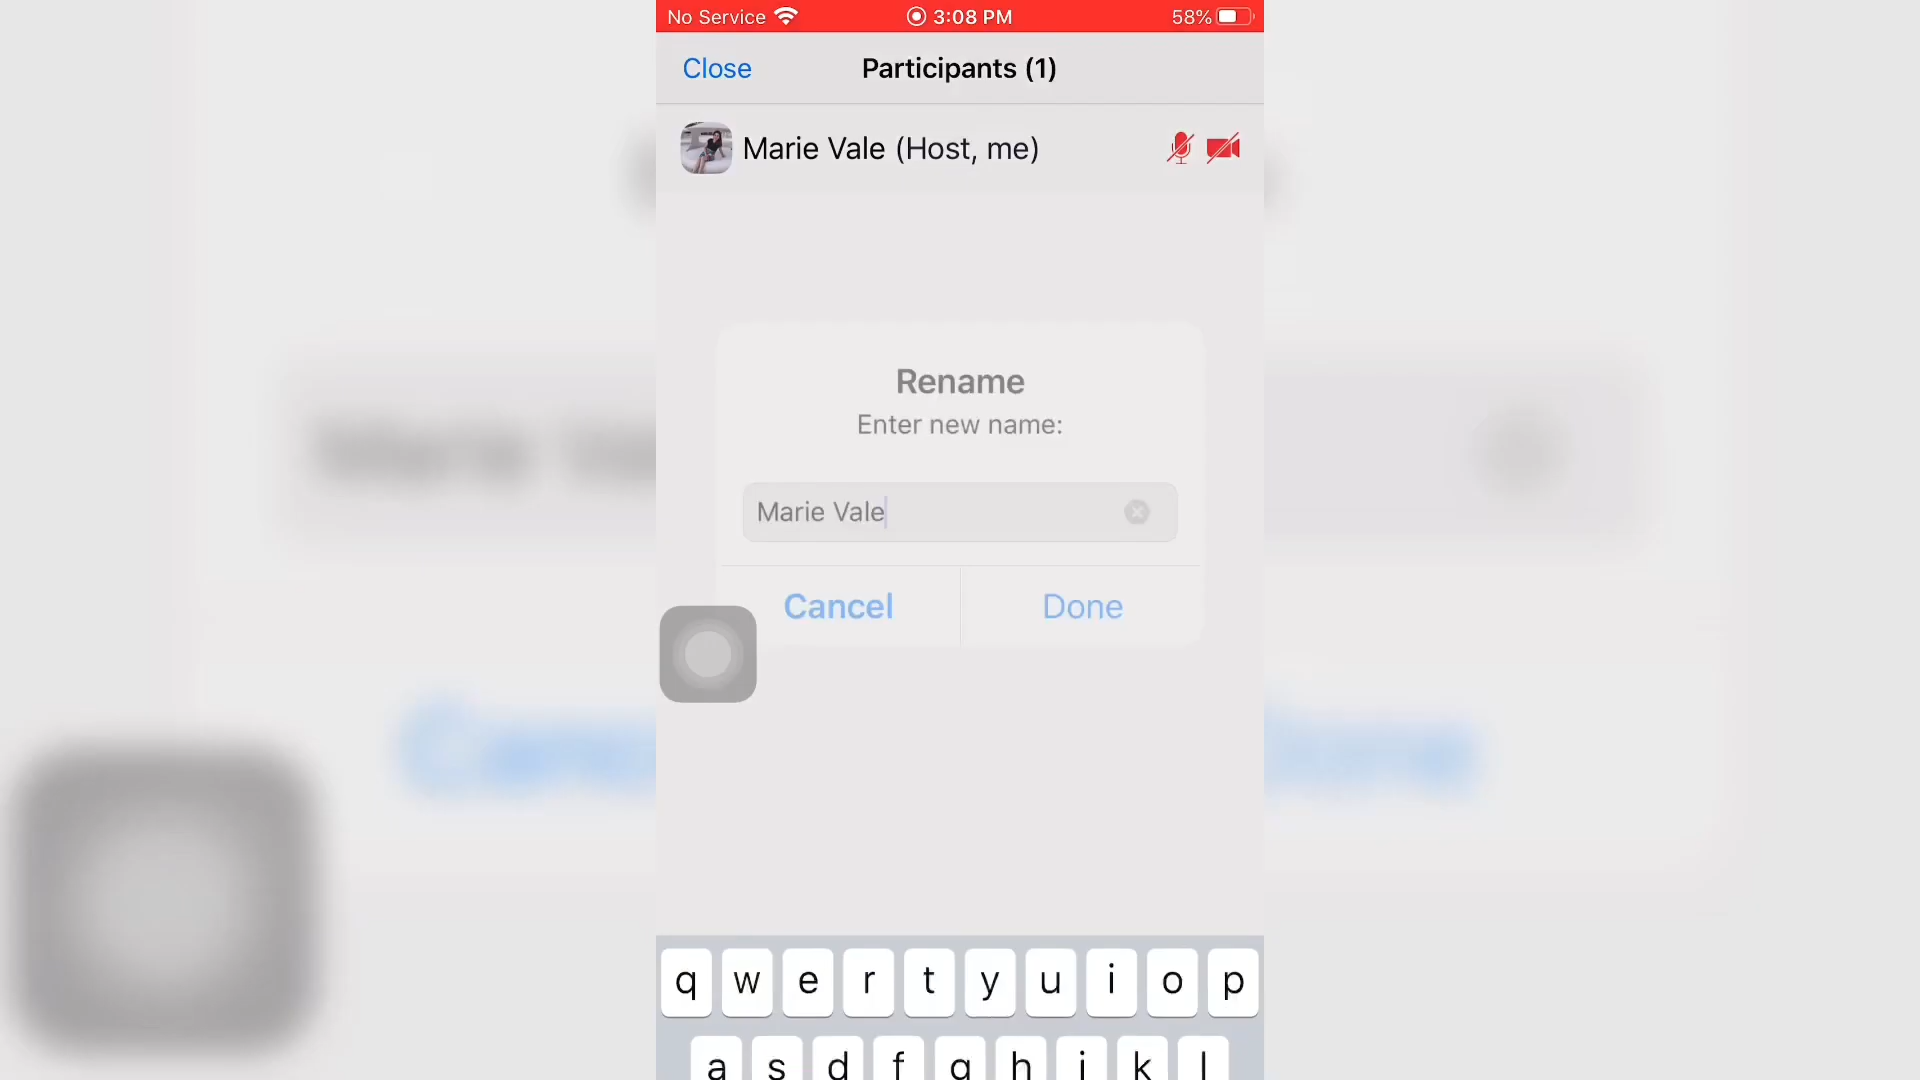 No Service 3:08 PM 58%
Close Participants (1)
Marie Vale (Host, me)
Rename
Enter new name:
Marie Vale
Cancel Done
q w e r t y u i o p
a s d f g h j k l